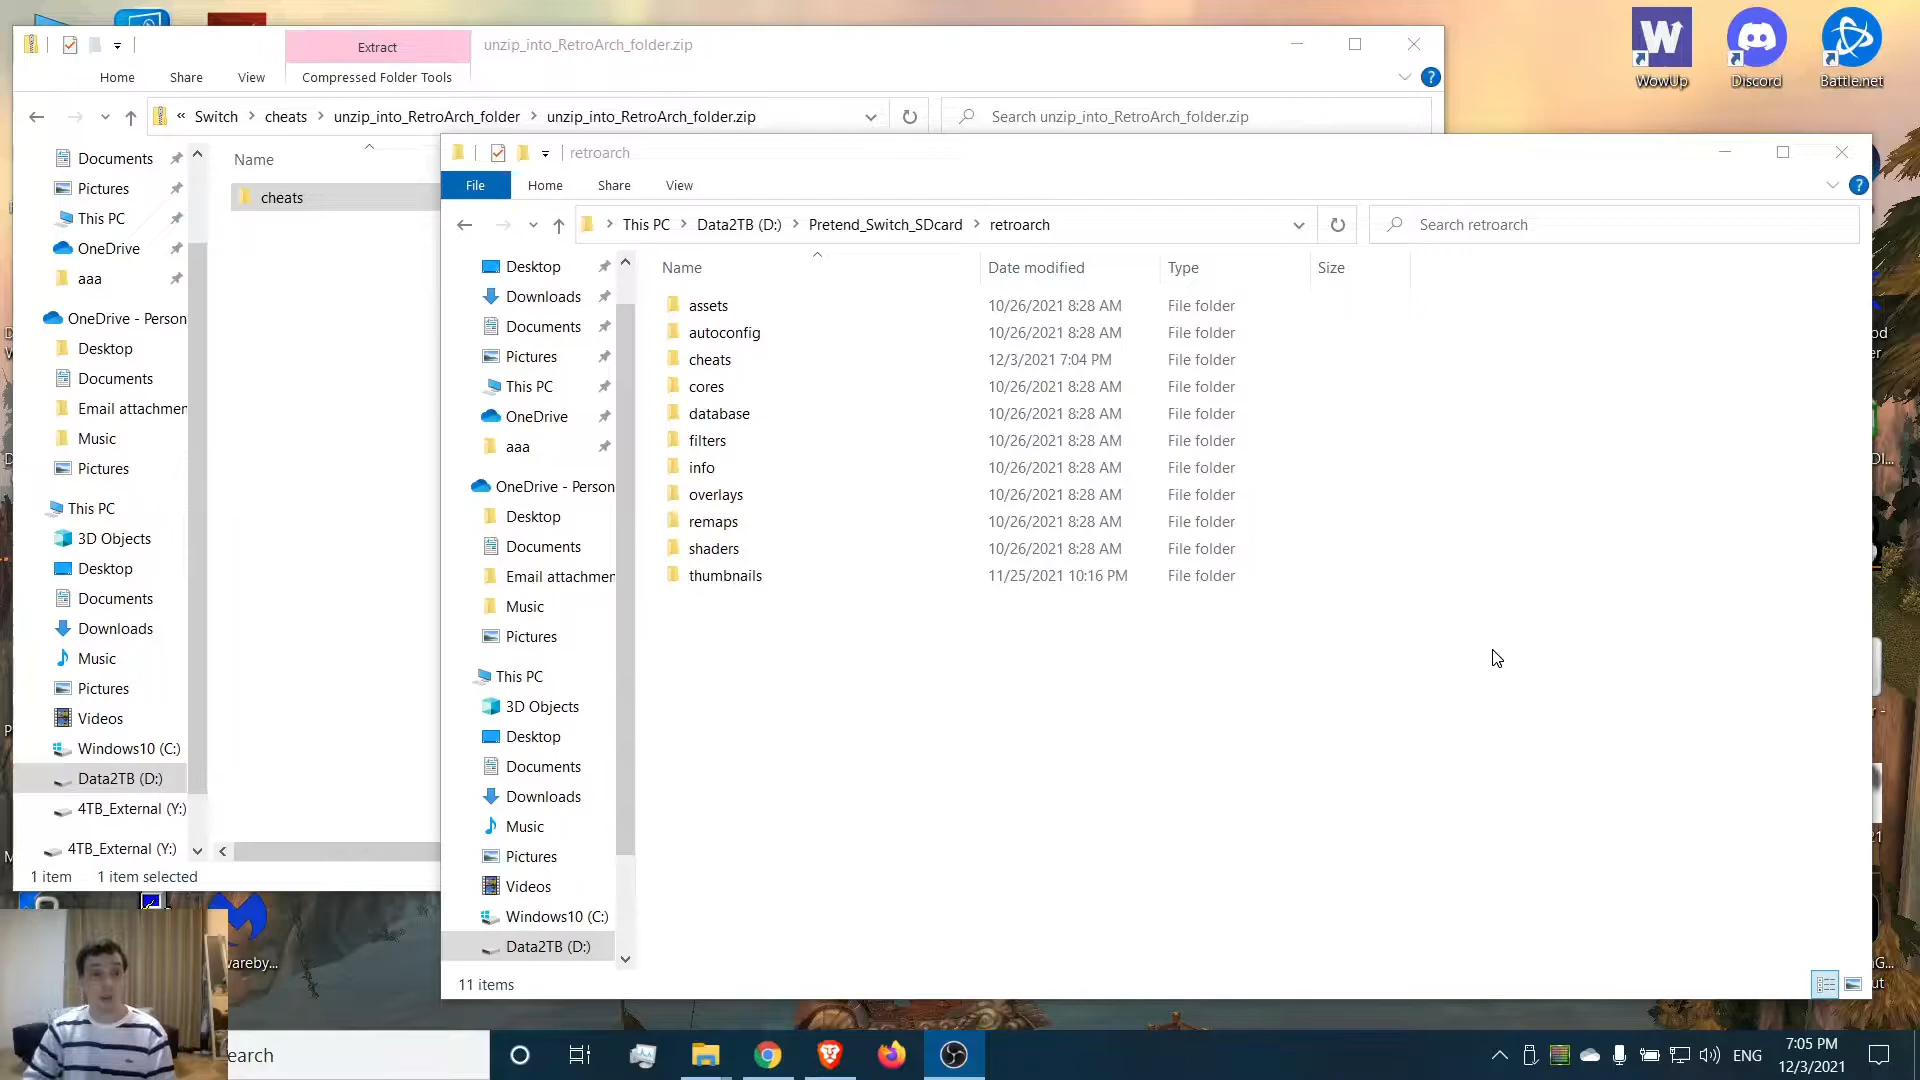 Extract
unzip_into_RetroArch_folder.zip
Home
Share
View
Compressed Folder Tools
« Switch > cheats > unzip_into_RetroArch_folder > unzip_into_RetroArch_folder.zip
Search unzip_into_RetroArch_folder.zip
Documents
Pictures
This PC
OneDrive
aaa
OneDrive - Person
Desktop
Documents
Email attachmen
Music
Pictures
This PC
3D Objects
Desktop
Documents
Downloads
Music
Pictures
Videos
Windows10 (C:)
Data2TB (D:)
4TB_External (Y:)
4TB_External (Y:)
Name
cheats
1 item
1 item selected
retroarch
File
Home
Share
View
> This PC > Data2TB (D:) > Pretend_Switch_SDcard > retroarch
Search retroarch
Desktop
Downloads
Documents
Pictures
This PC
OneDrive
aaa
OneDrive - Person
Desktop
Documents
Email attachmen
Music
Pictures
This PC
3D Objects
Desktop
Documents
Downloads
Music
Pictures
Videos
Windows10 (C:)
Data2TB (D:)
Name Date modified Type Size
assets 10/26/2021 8:28 AM File folder
autoconfig 10/26/2021 8:28 AM File folder
cheats 12/3/2021 7:04 PM File folder
cores 10/26/2021 8:28 AM File folder
database 10/26/2021 8:28 AM File folder
filters 10/26/2021 8:28 AM File folder
info 10/26/2021 8:28 AM File folder
overlays 10/26/2021 8:28 AM File folder
remaps 10/26/2021 8:28 AM File folder
shaders 10/26/2021 8:28 AM File folder
thumbnails 11/25/2021 10:16 PM File folder
11 items
WowUp
Discord
Battle.net
vareby...
earch
ENG
7:05 PM
12/3/2021